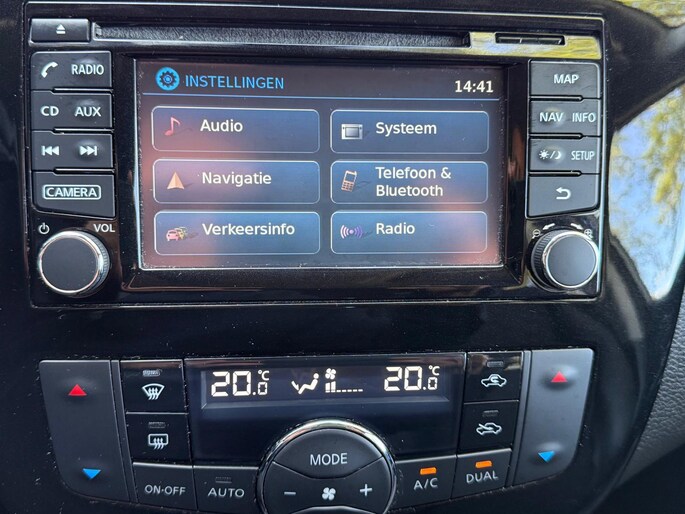 RADIO
CD AUX
CAMERA
VOL
INSTELLINGEN 14:41
Audio
Systeem
Navigatie
Telefoon &
Bluetooth
Verkeersinfo
Radio
MAP
NAV INFO
SETUP
20.0 °C
20.0 °C
MODE
ON·OFF
AUTO
A/C
DUAL